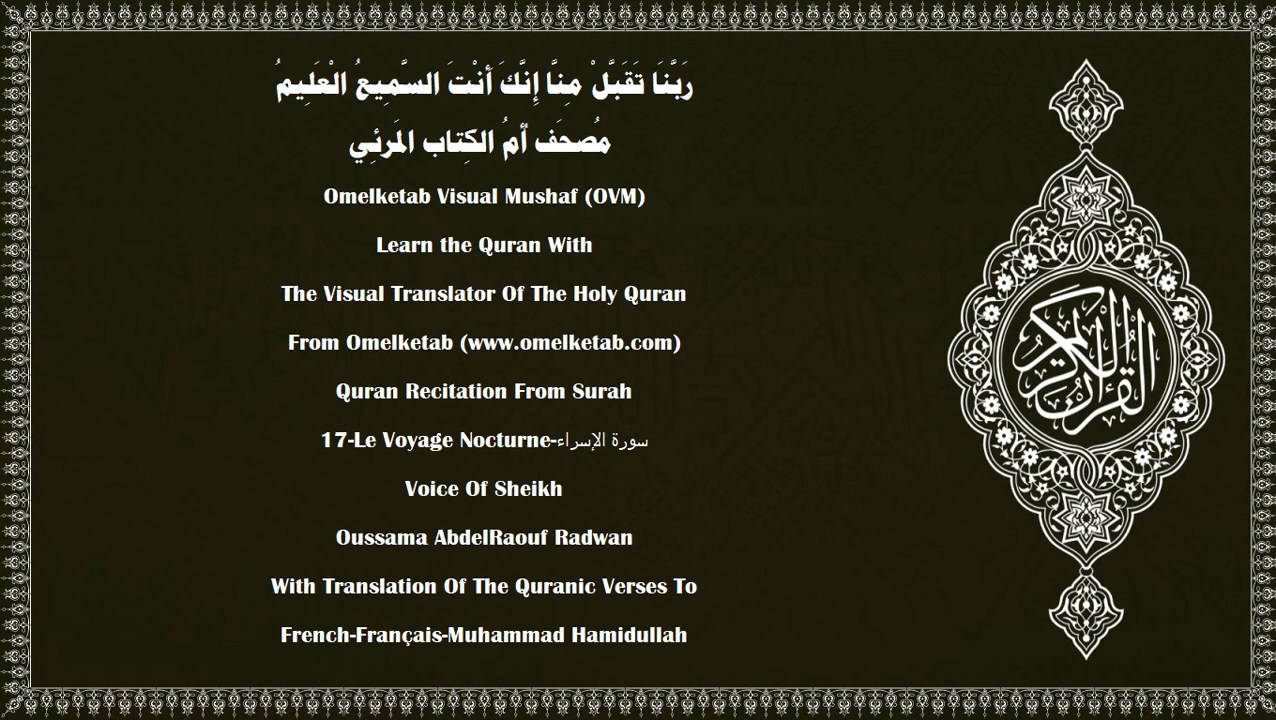 رَبَّنَا تَقَبَّلْ مِنَّا إِنَّكَ أَنْتَ السَّمِيعُ الْعَلِيمُ
مُصحَف أمُ الكِتاب المَرئِي
Omelketab Visual Mushaf (OVM)
Learn the Quran With
The Visual Translator Of The Holy Quran
From Omelketab (www.omelketab.com)
Quran Recitation From Surah
17-Le Voyage Nocturne-سورة الإسراء
Voice Of Sheikh
Oussama AbdelRaouf Radwan
With Translation Of The Quranic Verses To
French-Français-Muhammad Hamidullah
القرآن الكريم